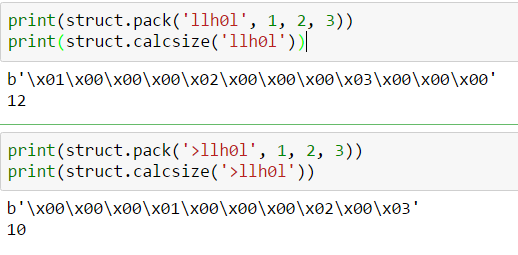 print(struct.pack('llh0l', 1, 2, 3))
print(struct.calcsize('llh0l'))
b'\x01\x00\x00\x00\x02\x00\x00\x00\x03\x00\x00\x00'
12
print(struct.pack('>llh0l', 1, 2, 3))
print(struct.calcsize('>llh0l'))
b'\x00\x00\x00\x01\x00\x00\x00\x02\x00\x03'
10